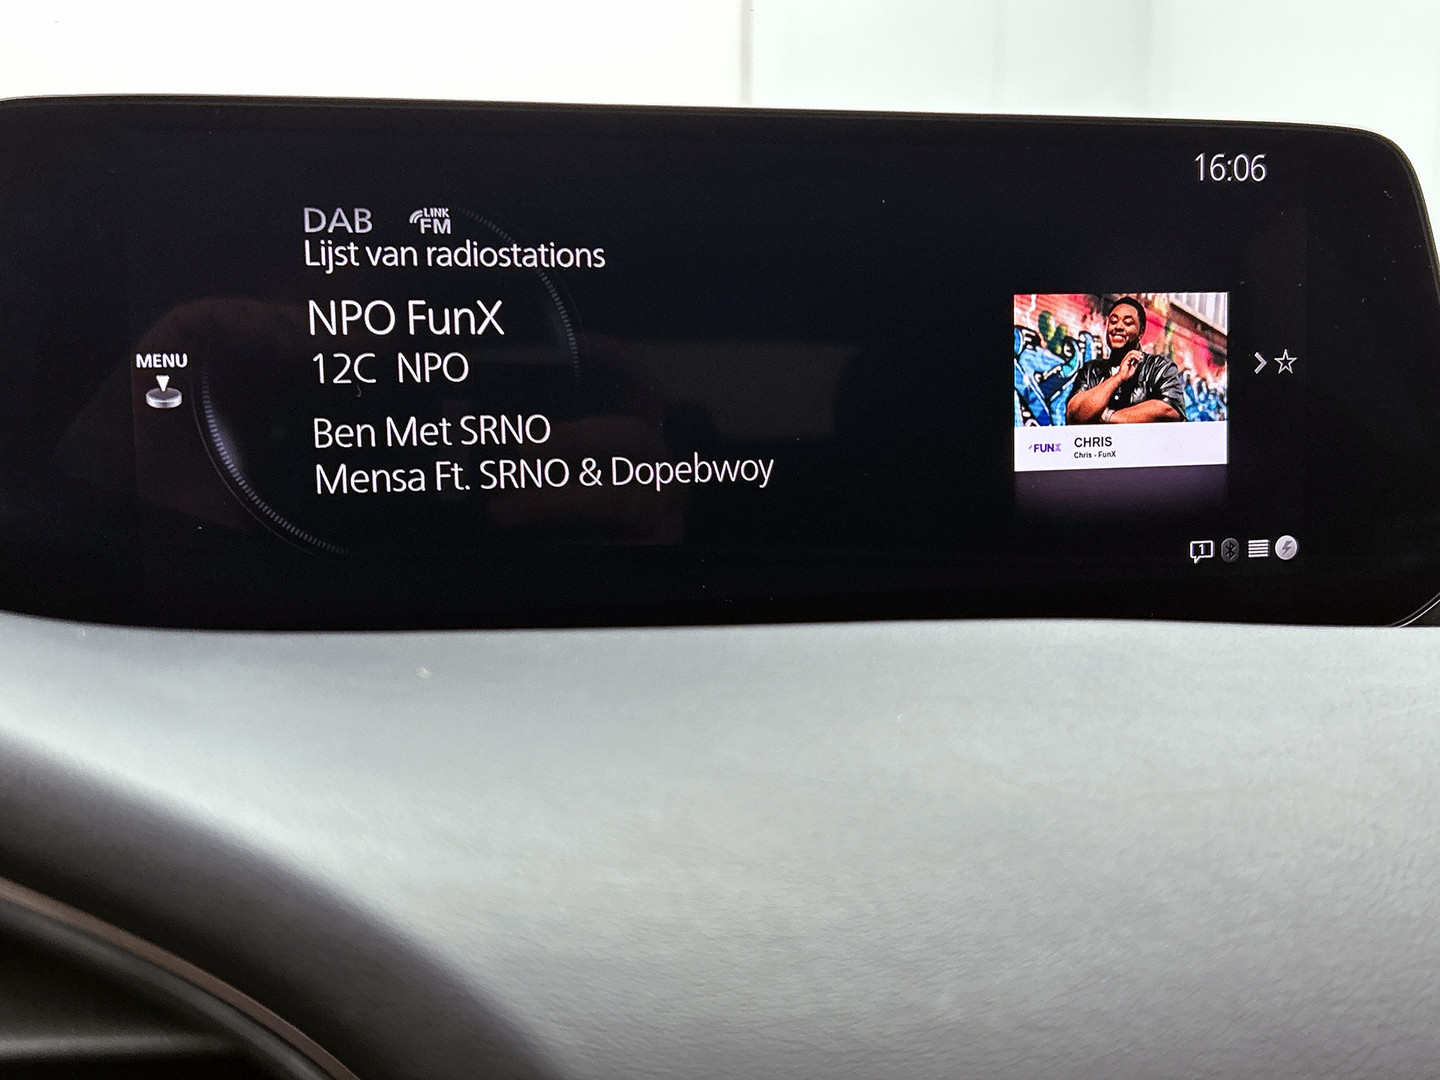 16:06
DAB LINK FM
Lijst van radiostations
NPO FunX
12C NPO
MENU
Ben Met SRNO
Mensa Ft. SRNO & Dopebwoy
FUNX CHRIS
Chris - FunX
1